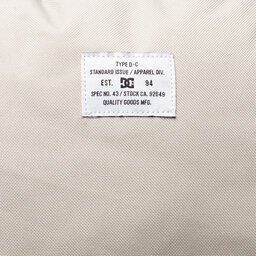 TYPE D-C
STANDARD ISSUE / APPAREL DIV.
EST. DC 94
SPEC NO. 43 / STOCK CA. 92649
QUALITY GOODS MFG.